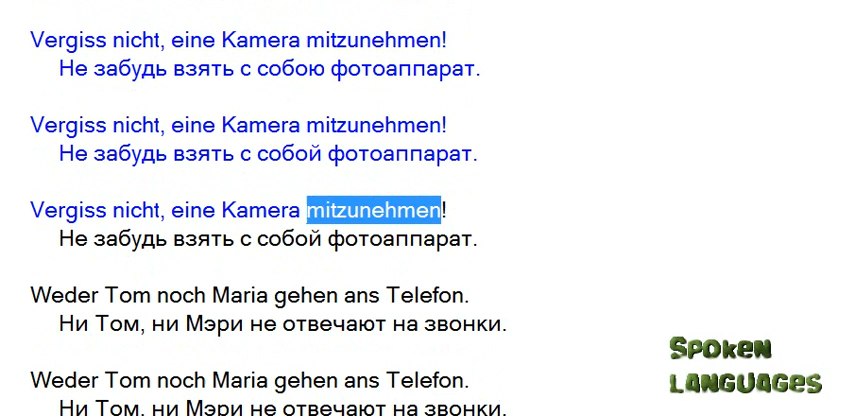 Vergiss nicht, eine Kamera mitzunehmen!
Не забудь взять с собою фотоаппарат.
Vergiss nicht, eine Kamera mitzunehmen!
Не забудь взять с собой фотоаппарат.
Vergiss nicht, eine Kamera mitzunehmen!
Не забудь взять с собой фотоаппарат.
Weder Tom noch Maria gehen ans Telefon.
Ни Том, ни Мэри не отвечают на звонки.
Weder Tom noch Maria gehen ans Telefon.
Ни Том, ни Мэри не отвечают на звонки.
Spoken
Languages